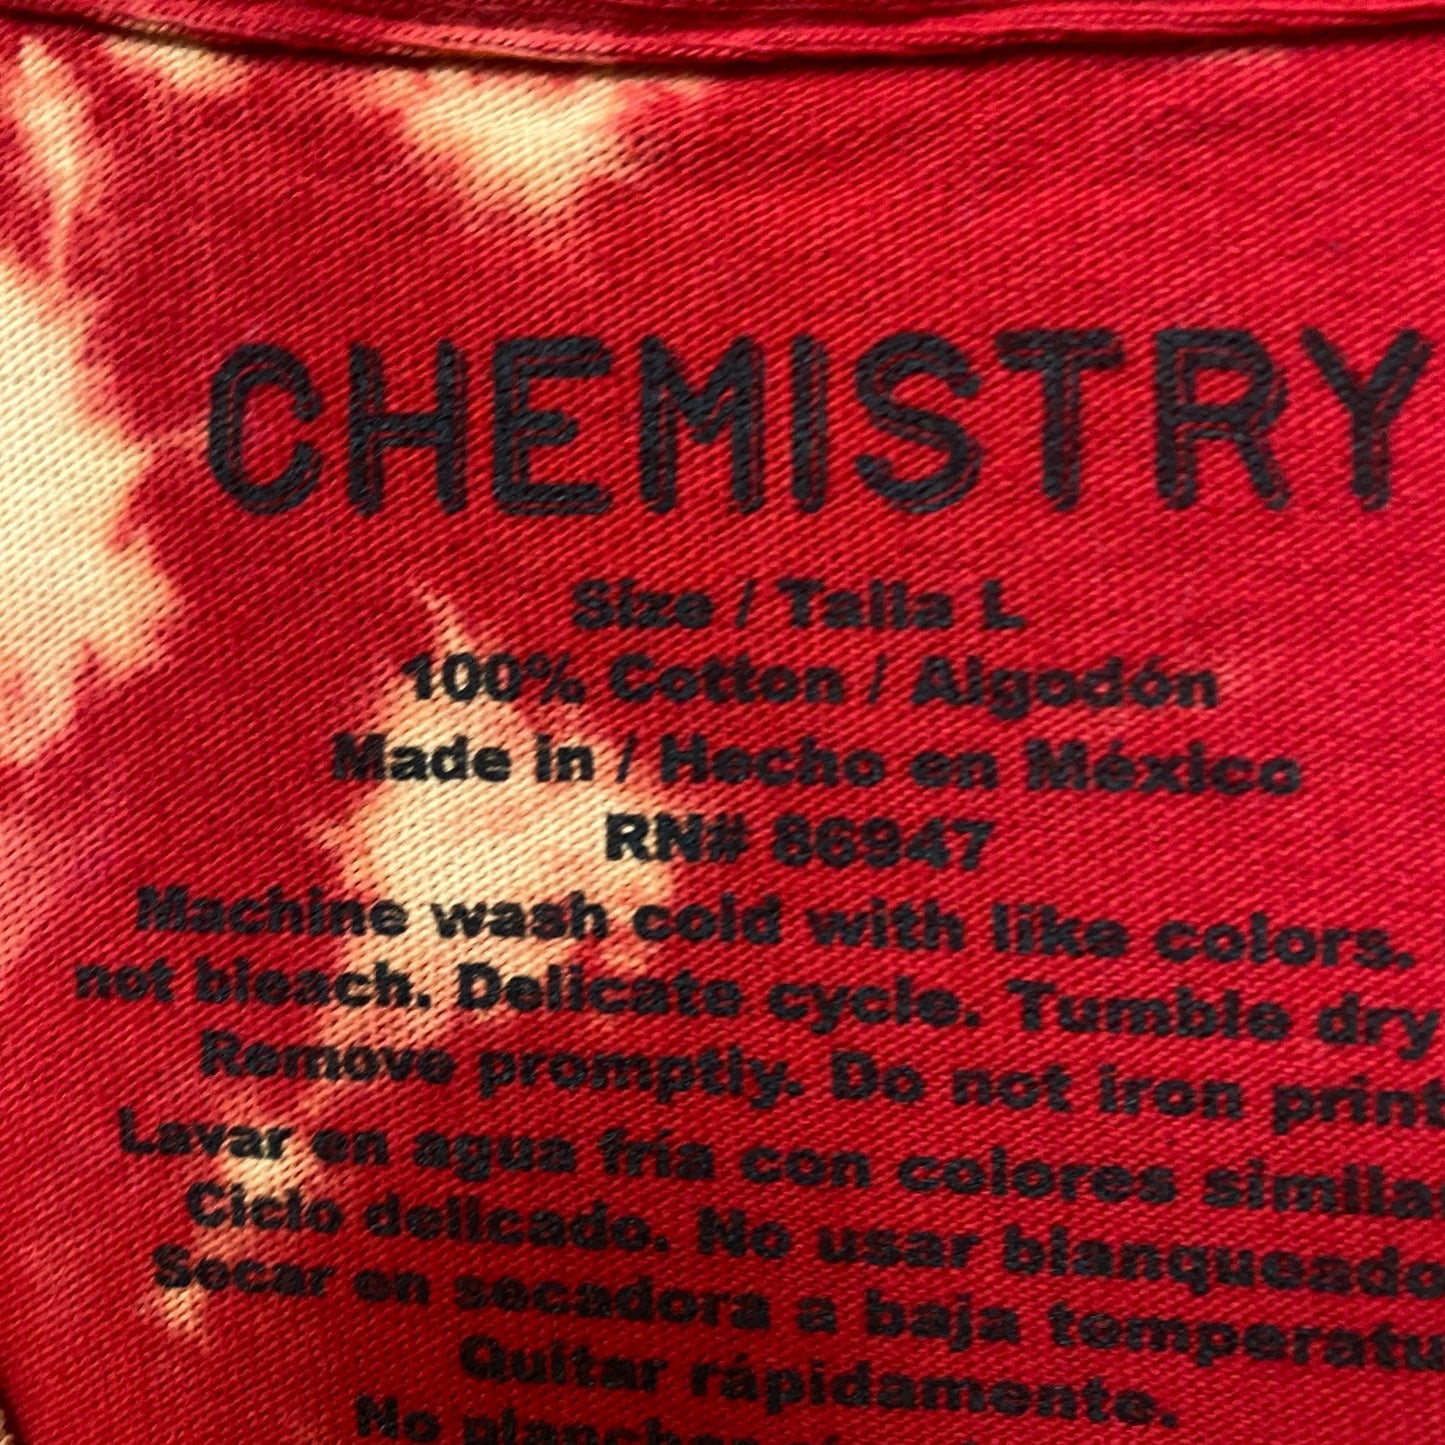 CHEMISTRY
Size / Talla L
100% Cotton / Algodón
Made in / Hecho en México
RN# 86947
Machine wash cold with like colors.
not bleach. Delicate cycle. Tumble dry
Remove promptly. Do not iron print
Lavar en agua fría con colores simila
Ciclo delicado. No usar blanqueado
Secar en secadora a baja temperatu
Quitar rápidamente.
No planchar